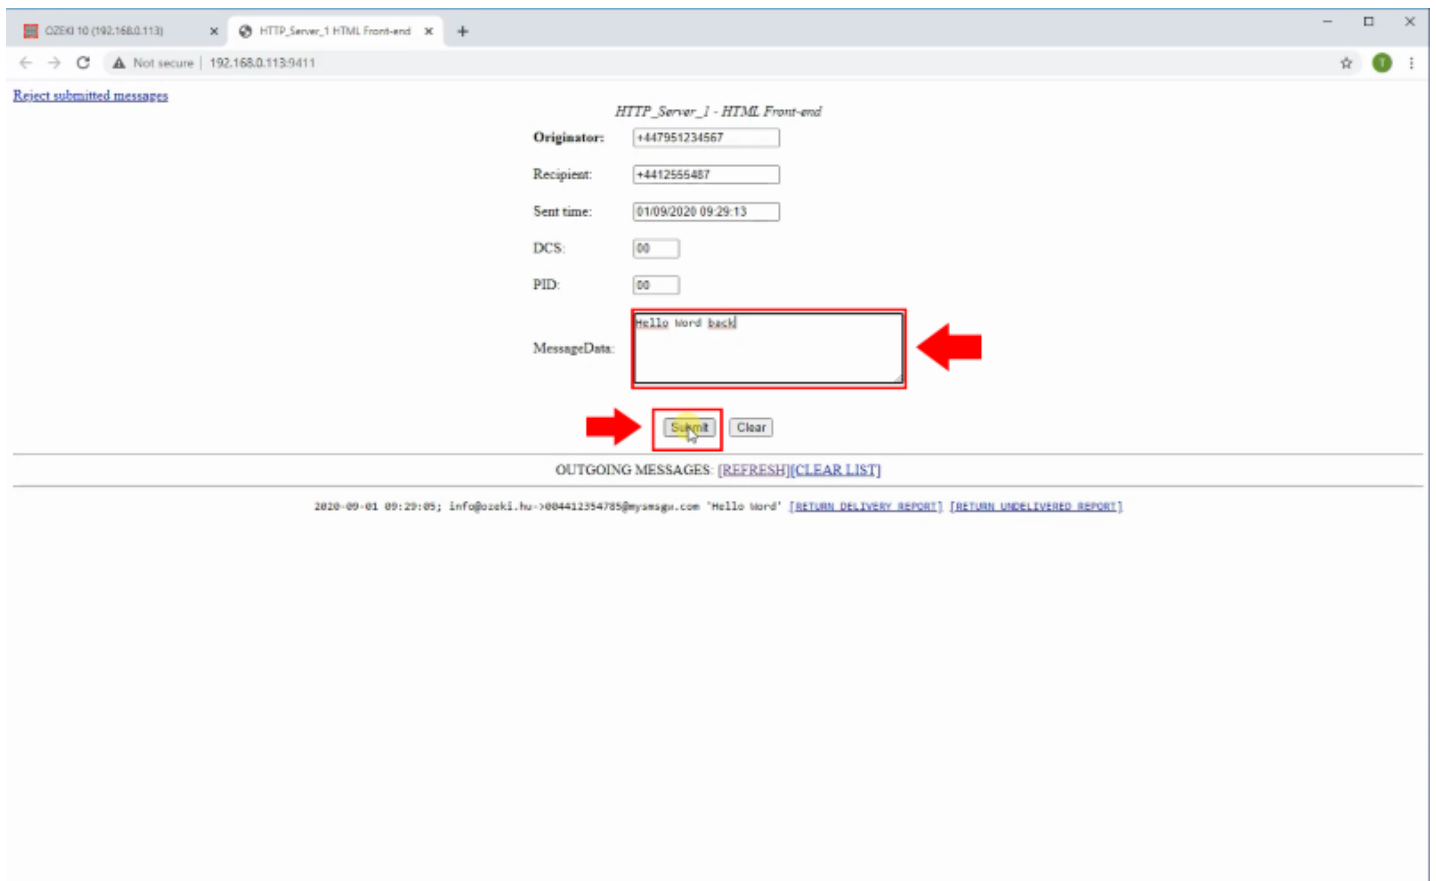 OZEKI 10 (192.168.0.113)
HTTP_Server_1 HTML Front-end
Not secure | 192.168.0.113:9411
T
Reject submitted messages
HTTP_Server_1 - HTML Front-end
Originator: +447951234567
Recipient: +4412555487
Sent time: 01/09/2020 09:29:13
DCS: 00
PID: 00
MessageData: Hello Word back
Submit Clear
OUTGOING MESSAGES: [REFRESH][CLEAR LIST]
2020-09-01 09:29:05; info@ozeki.hu->004412354785@mysmsgw.com 'Hello Word' [RETURN DELIVERY REPORT] [RETURN UNDELIVERED REPORT]